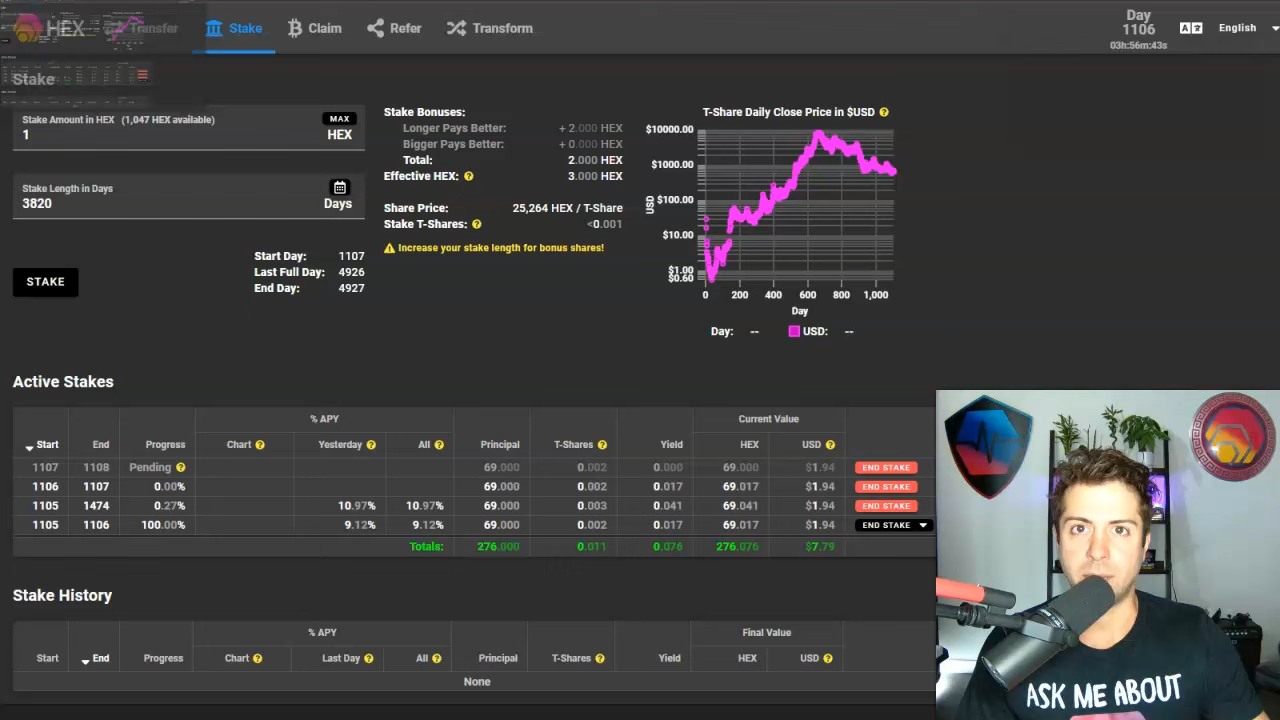 HEX
Transfer
Stake
Claim
Refer
Transform
Day
1106
03h:56m:43s
English
Stake
Stake Amount in HEX (1,047 HEX available)
MAX
1
HEX
Stake Length in Days
3820
Days
Start Day: 1107
Last Full Day: 4926
End Day: 4927
STAKE
Stake Bonuses:
Longer Pays Better: + 2.000 HEX
Bigger Pays Better: + 0.000 HEX
Total: 2.000 HEX
Effective HEX: ? 3.000 HEX
Share Price: 25,264 HEX / T-Share
Stake T-Shares: ? <0.001
Increase your stake length for bonus shares!
T-Share Daily Close Price in $USD ?
$10000.00
$1000.00
$100.00
$10.00
$1.00
$0.60
USD
0 200 400 600 800 1,000
Day
Day: -- USD: --
Active Stakes
% APY
Current Value
Start End Progress Chart ? Yesterday ? All ? Principal T-Shares ? Yield HEX USD ?
1107 1108 Pending ? 69.000 0.002 0.000 69.000 $1.94 END STAKE
1106 1107 0.00% 69.000 0.002 0.017 69.017 $1.94 END STAKE
1105 1474 0.27% 10.97% 10.97% 69.000 0.003 0.041 69.041 $1.94 END STAKE
1105 1106 100.00% 9.12% 9.12% 69.000 0.002 0.017 69.017 $1.94 END STAKE
Totals: 276.000 0.011 0.076 276.076 $7.79
Stake History
% APY
Final Value
Start End Progress Chart ? Last Day ? All ? Principal T-Shares ? Yield HEX USD ?
None
ASK ME ABOUT